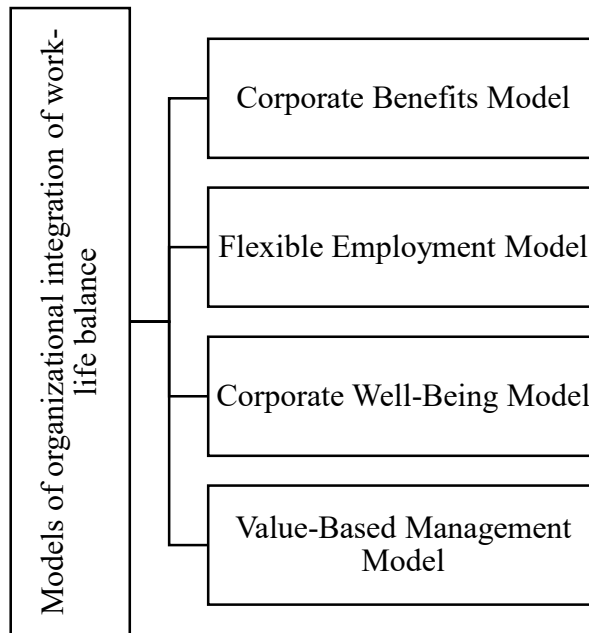 Models of organizational integration of work-
life balance
Corporate Benefits Model
Flexible Employment Model
Corporate Well-Being Model
Value-Based Management
Model